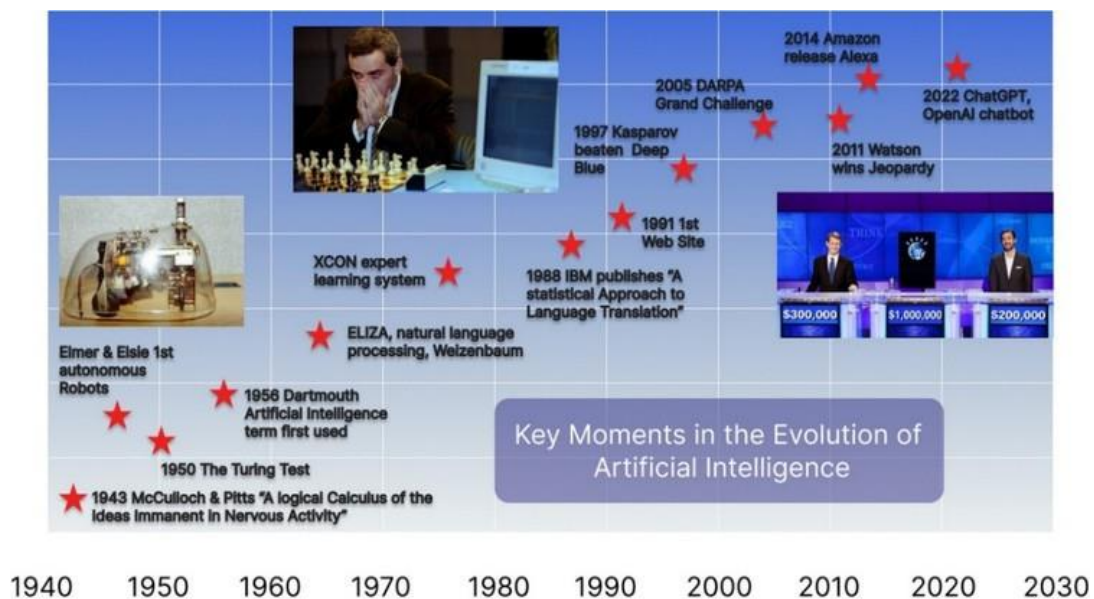 2014 Amazon
release Alexa
2005 DARPA
Grand Challenge
2022 ChatGPT,
OpenAI chatbot
1997 Kasparov
beaten Deep
Blue
2011 Watson
wins Jeopardy
THINK
1991 1st
Web Site
XCON expert
learning system
1988 IBM publishes "A
statistical Approach to
Language Translation"
$300,000
$1,000,000
$200,000
ELIZA, natural language
processing, Weizenbaum
Elmer & Elsie 1st
autonomous
Robots
1956 Dartmouth
Artificial Intelligence
term first used
Key Moments in the Evolution of
Artificial Intelligence
1950 The Turing Test
1943 McCulloch & Pitts "A logical Calculus of the
Ideas Immanent in Nervous Activity"
1940 1950 1960 1970 1980 1990 2000 2010 2020 2030